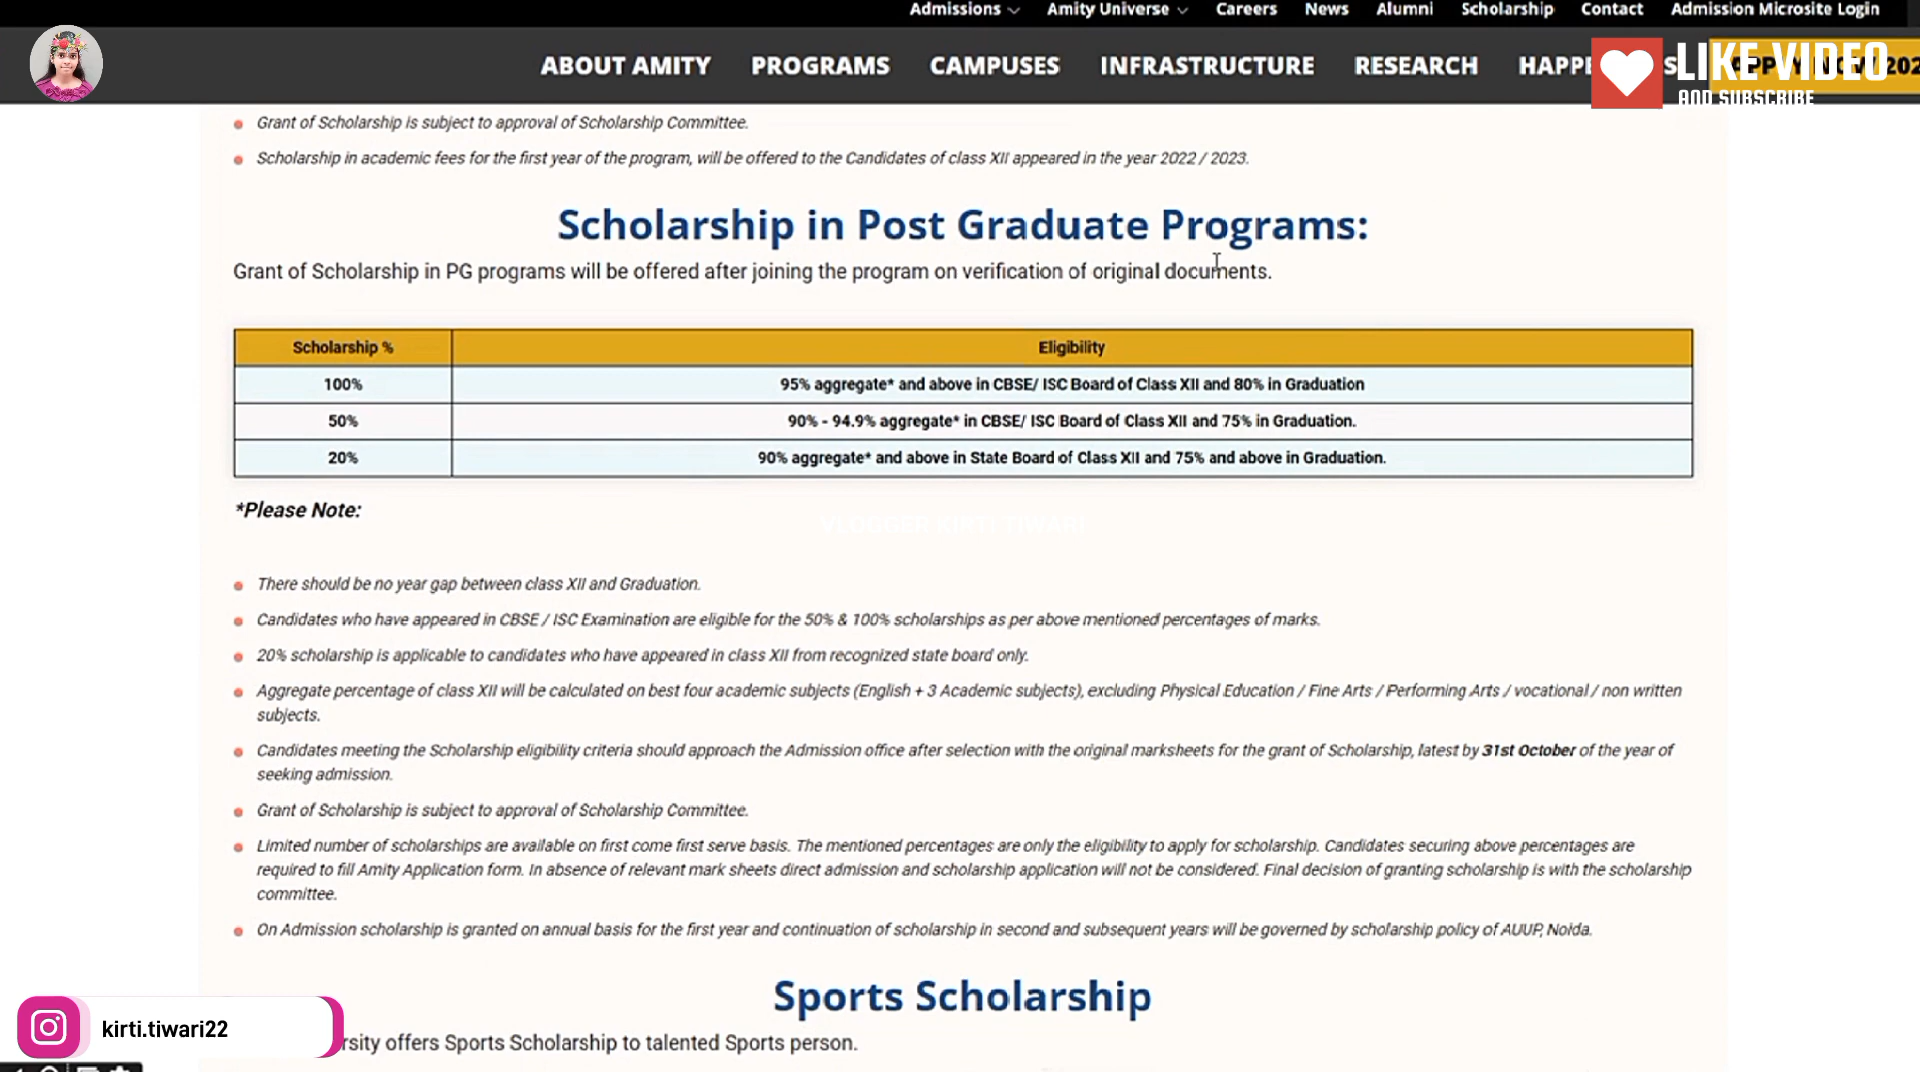 Admissions Amity Universe Careers News Alumni Scholarship Contact Admission Microsite Login
ABOUT AMITY PROGRAMS CAMPUSES INFRASTRUCTURE RESEARCH
LIKE VIDEO
AND SUBSCRIBE
Grant of Scholarship is subject to approval of Scholarship Committee.
Scholarship in academic fees for the first year of the program, will be offered to the Candidates of class XII appeared in the year 2022 / 2023.
Scholarship in Post Graduate Programs:
Grant of Scholarship in PG programs will be offered after joining the program on verification of original documents.
Scholarship % Eligibility
100% 95% aggregate* and above in CBSE/ ISC Board of Class XII and 80% in Graduation
50% 90% - 94.9% aggregate* in CBSE/ ISC Board of Class XII and 75% in Graduation.
20% 90% aggregate* and above in State Board of Class XII and 75% and above in Graduation.
*Please Note:
VLOGGER KIRTI TIWARI
There should be no year gap between class XII and Graduation.
Candidates who have appeared in CBSE / ISC Examination are eligible for the 50% & 100% scholarships as per above mentioned percentages of marks.
20% scholarship is applicable to candidates who have appeared in class XII from recognized state board only.
Aggregate percentage of class XII will be calculated on best four academic subjects (English + 3 Academic subjects), excluding Physical Education / Fine Arts / Performing Arts / vocational / non written
subjects.
Candidates meeting the Scholarship eligibility criteria should approach the Admission office after selection with the original marksheets for the grant of Scholarship, latest by 31st October of the year of
seeking admission.
Grant of Scholarship is subject to approval of Scholarship Committee.
Limited number of scholarships are available on first come first serve basis. The mentioned percentages are only the eligibility to apply for scholarship. Candidates securing above percentages are
required to fill Amity Application form. In absence of relevant mark sheets direct admission and scholarship application will not be considered. Final decision of granting scholarship is with the scholarship
committee.
On Admission scholarship is granted on annual basis for the first year and continuation of scholarship in second and subsequent years will be governed by scholarship policy of AUUP, Noida.
Sports Scholarship
offers Sports Scholarship to talented Sports person.
kirti.tiwari22